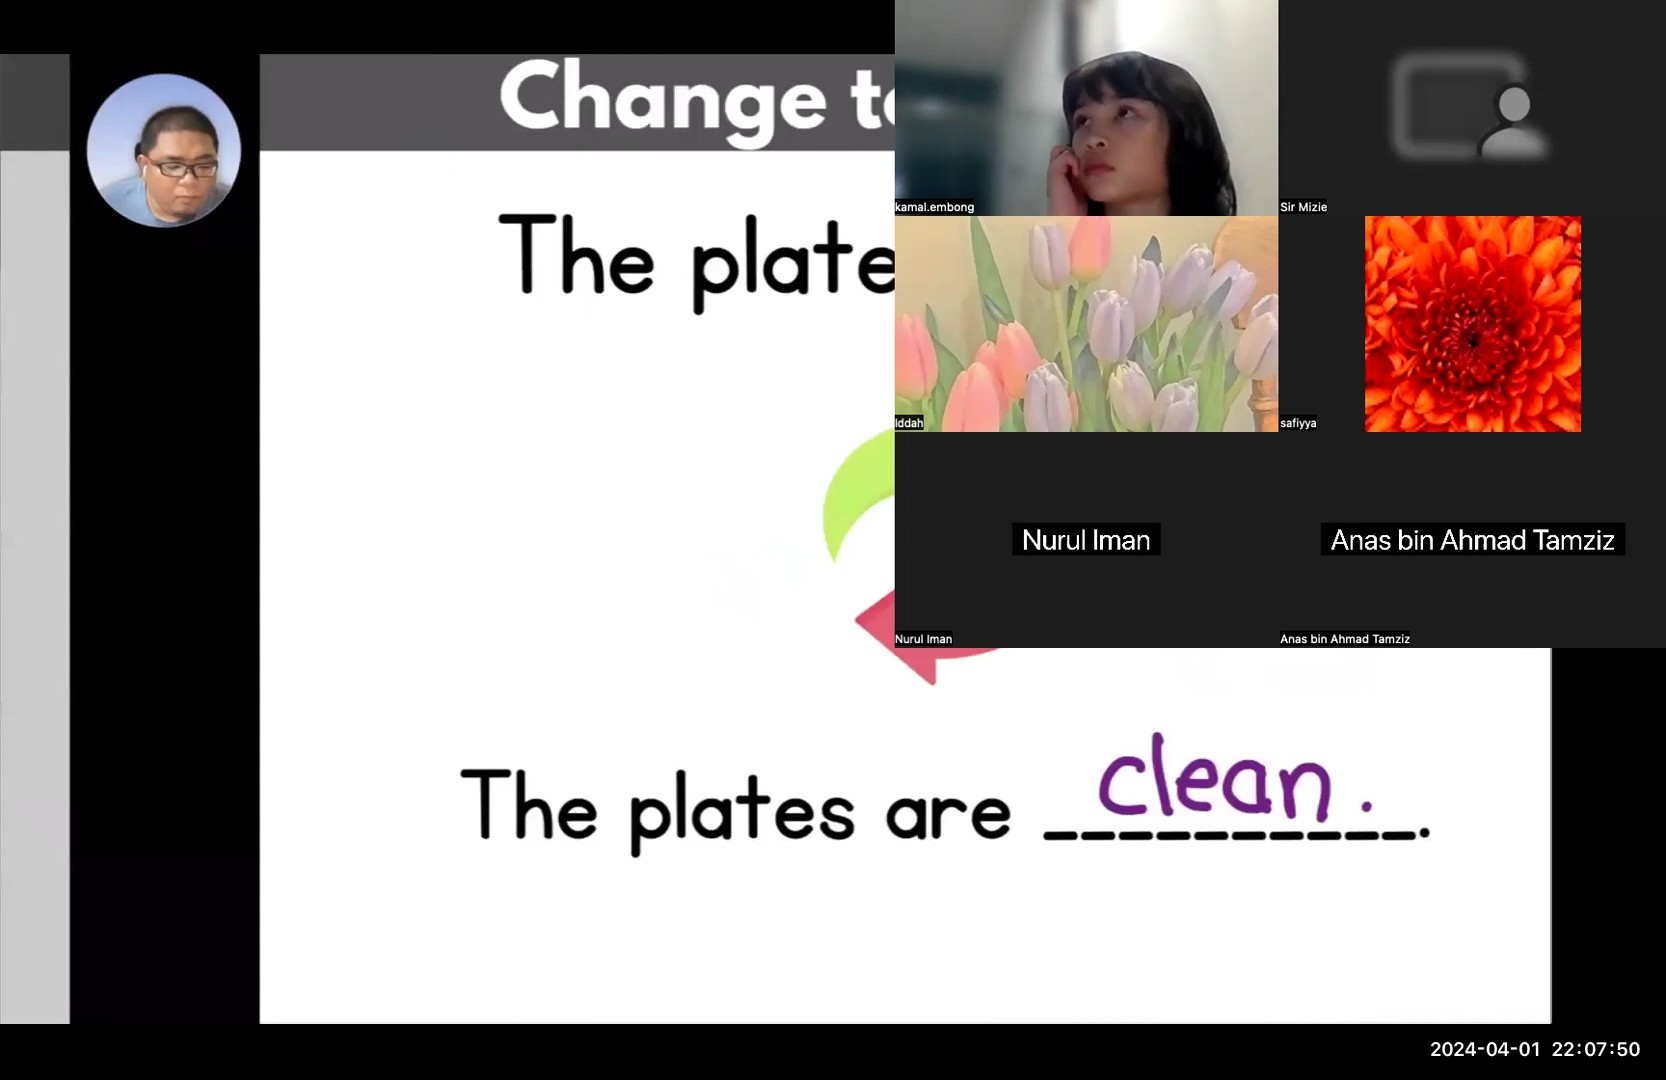 Change to
The plate
The plates are clean.
kamal.embong
Sir Mizie
Iddah
safiyya
Nurul Iman
Anas bin Ahmad Tamziz
Nurul Iman
Anas bin Ahmad Tamziz
2024-04-01 22:07:50